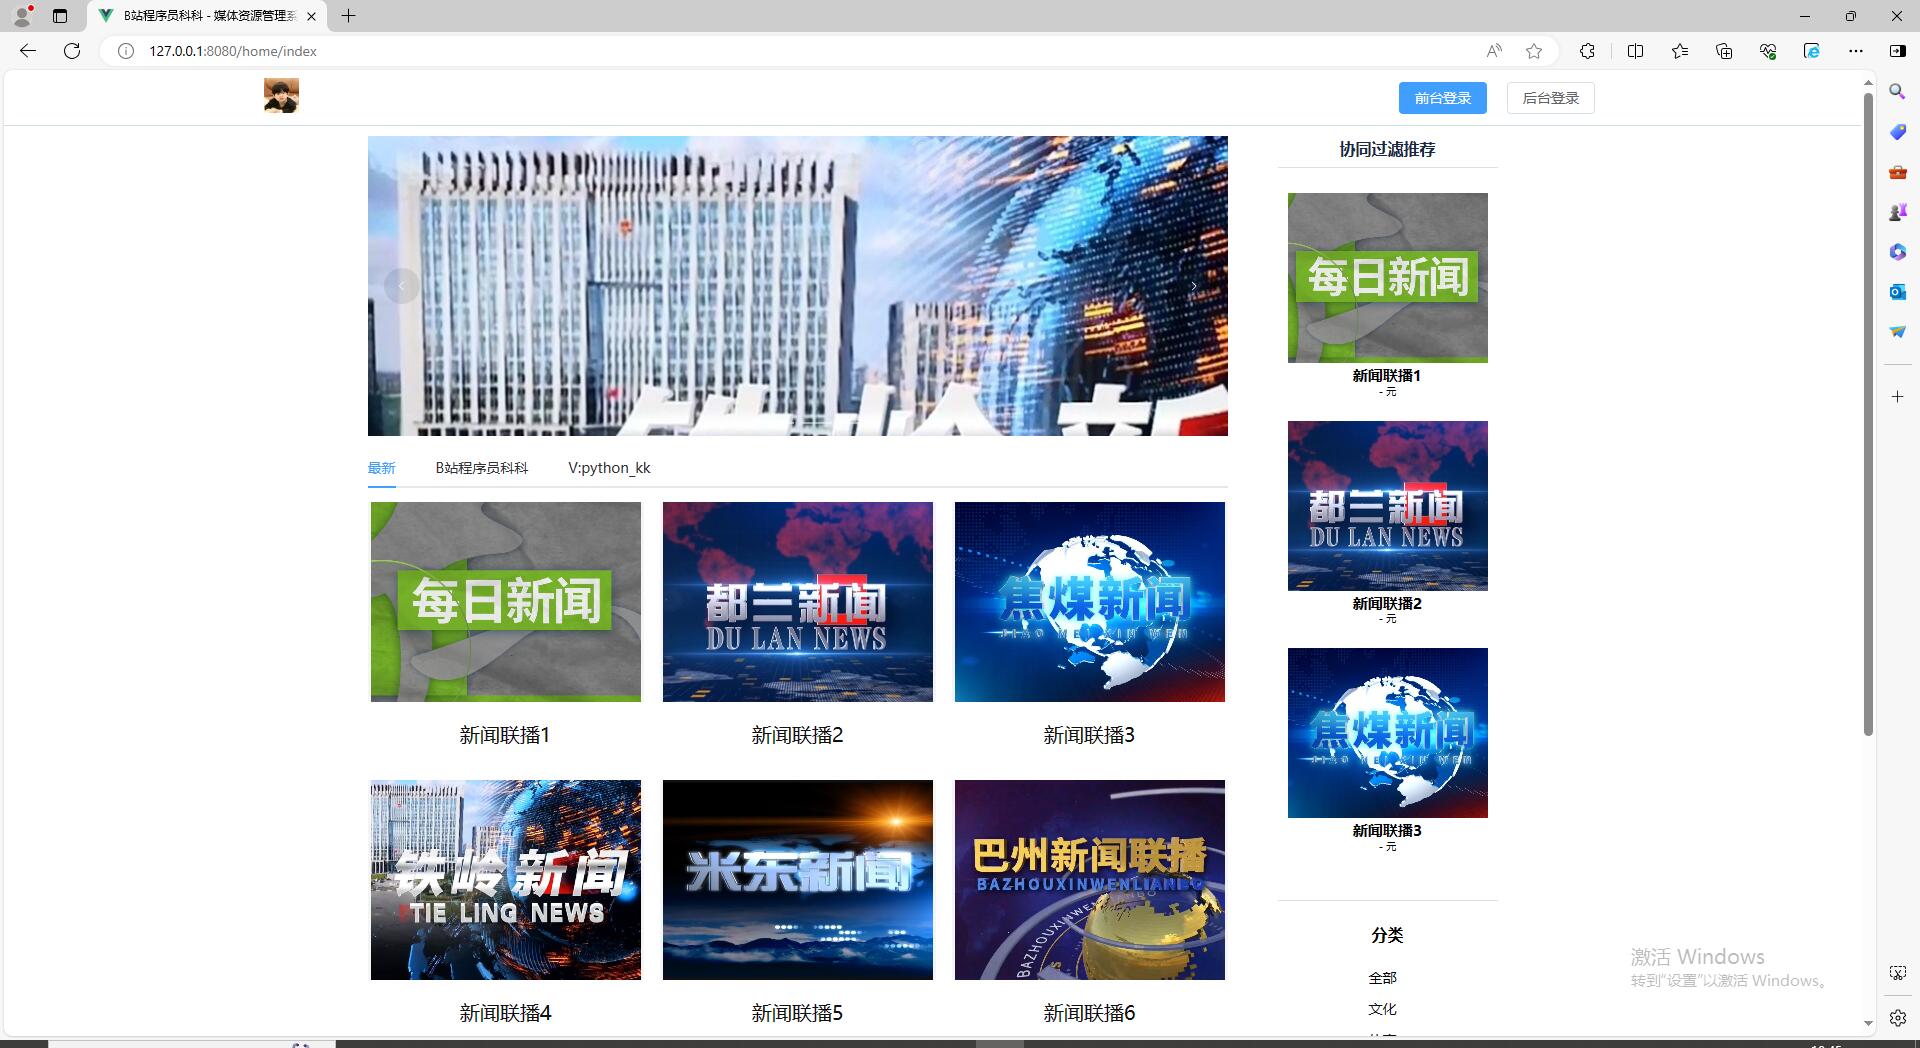 B站程序员科科 - 媒体资源管理系
127.0.0.1:8080/home/index
前台登录
后台登录
协同过滤推荐
每日新闻
新闻联播1
- 元
都兰新闻
DU LAN NEWS
新闻联播2
- 元
焦煤新闻
JIAO MEI XIN WEN
新闻联播3
- 元
最新 B站程序员科科 V:python_kk
每日新闻
都兰新闻
DU LAN NEWS
焦煤新闻
JIAO MEI XIN WEN
新闻联播1 新闻联播2 新闻联播3
铁岭新闻
TIE LING NEWS
米东新闻
巴州新闻联播
BAZHOUXINWENLIANBO
新闻联播4 新闻联播5 新闻联播6
分类
全部
文化
激活 Windows
转到"设置"以激活 Windows。